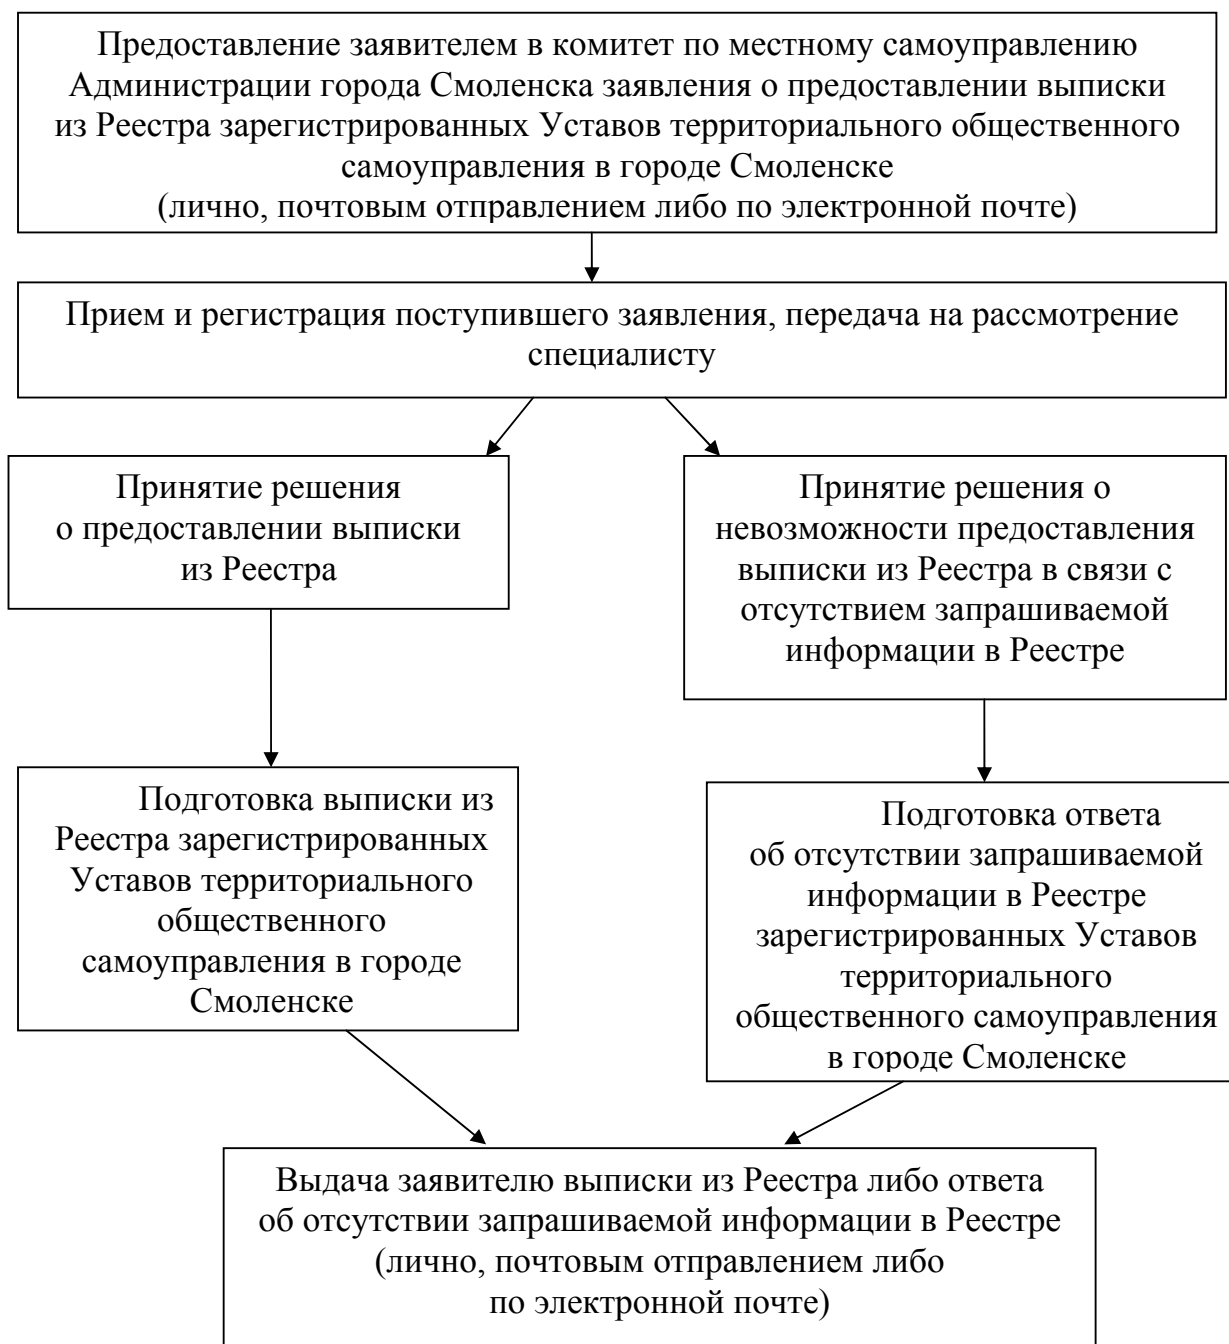 Предоставление заявителем в комитет по местному самоуправлению
Администрации города Смоленска заявления о предоставлении выписки
из Реестра зарегистрированных Уставов территориального общественного
самоуправления в городе Смоленске
(лично, почтовым отправлением либо по электронной почте)
Прием и регистрация поступившего заявления, передача на рассмотрение
специалисту
Принятие решения
о предоставлении выписки
из Реестра
Принятие решения о
невозможности предоставления
выписки из Реестра в связи с
отсутствием запрашиваемой
информации в Реестре
Подготовка выписки из
Реестра зарегистрированных
Уставов территориального
общественного
самоуправления в городе
Смоленске
Подготовка ответа
об отсутствии запрашиваемой
информации в Реестре
зарегистрированных Уставов
территориального
общественного самоуправления
в городе Смоленске
Выдача заявителю выписки из Реестра либо ответа
об отсутствии запрашиваемой информации в Реестре
(лично, почтовым отправлением либо
по электронной почте)